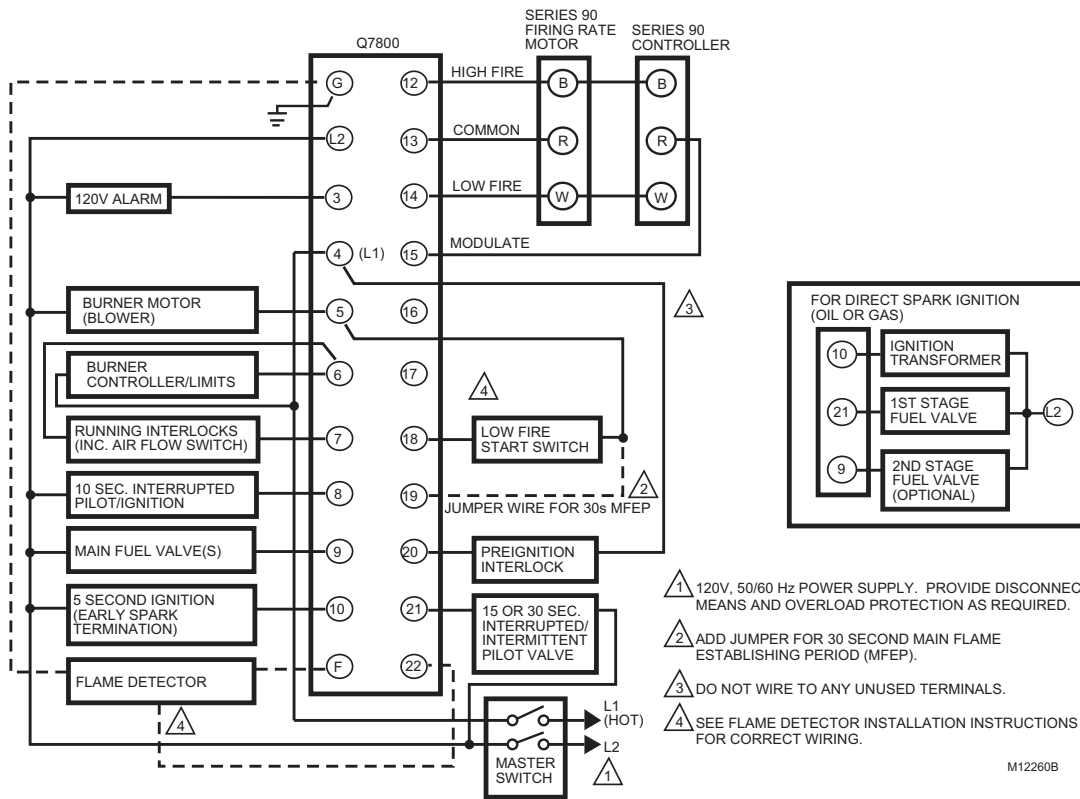 Q7800
SERIES 90
FIRING RATE
MOTOR
SERIES 90
CONTROLLER
G
12
HIGH FIRE
B
B
L2
13
COMMON
R
R
120V ALARM
3
14
LOW FIRE
W
W
4
(L1)
15
MODULATE
BURNER MOTOR
(BLOWER)
5
16
3
BURNER
CONTROLLER/LIMITS
6
17
4
RUNNING INTERLOCKS
(INC. AIR FLOW SWITCH)
7
18
LOW FIRE
START SWITCH
10 SEC. INTERRUPTED
PILOT/IGNITION
8
19
2
JUMPER WIRE FOR 30s MFEP
MAIN FUEL VALVE(S)
9
20
PREIGNITION
INTERLOCK
5 SECOND IGNITION
(EARLY SPARK
TERMINATION)
10
21
15 OR 30 SEC.
INTERRUPTED/
INTERMITTENT
PILOT VALVE
FLAME DETECTOR
F
22
4
L1
(HOT)
L2
MASTER
SWITCH
1
FOR DIRECT SPARK IGNITION
(OIL OR GAS)
10
IGNITION
TRANSFORMER
21
1ST STAGE
FUEL VALVE
L2
9
2ND STAGE
FUEL VALVE
(OPTIONAL)
1 120V, 50/60 Hz POWER SUPPLY. PROVIDE DISCONNEC
MEANS AND OVERLOAD PROTECTION AS REQUIRED.
2 ADD JUMPER FOR 30 SECOND MAIN FLAME
ESTABLISHING PERIOD (MFEP).
3 DO NOT WIRE TO ANY UNUSED TERMINALS.
4 SEE FLAME DETECTOR INSTALLATION INSTRUCTIONS
FOR CORRECT WIRING.
M12260B